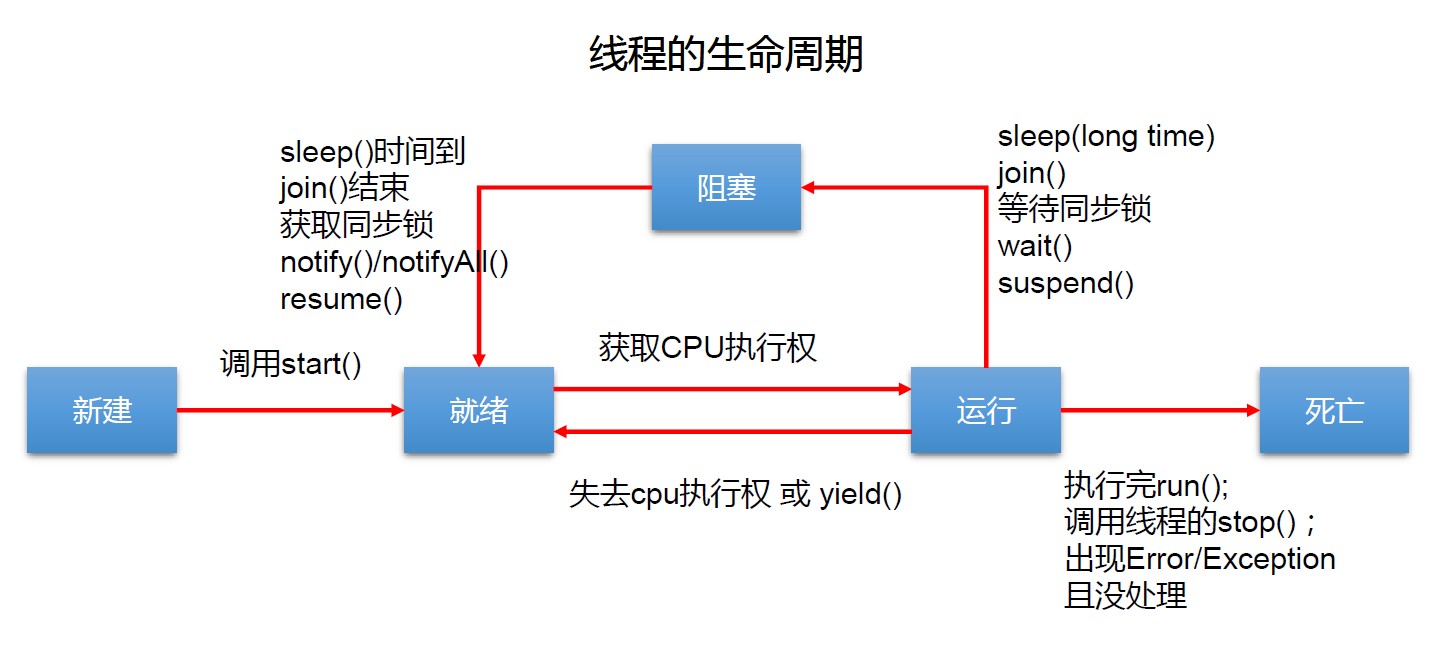 线程的生命周期
sleep()时间到
join()结束
获取同步锁
notify()/notifyAll()
resume()
阻塞
sleep(long time)
join()
等待同步锁
wait()
suspend()
调用start()
获取CPU执行权
新建
就绪
运行
死亡
失去cpu执行权 或 yield()
执行完run();
调用线程的stop() ;
出现Error/Exception
且没处理